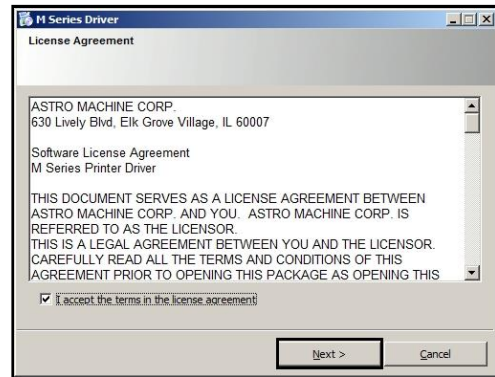 M Series Driver
License Agreement
ASTRO MACHINE CORP.
630 Lively Blvd, Elk Grove Village, IL 60007
Software License Agreement
M Series Printer Driver
THIS DOCUMENT SERVES AS A LICENSE AGREEMENT BETWEEN
ASTRO MACHINE CORP. AND YOU.  ASTRO MACHINE CORP. IS
REFERRED TO AS THE LICENSOR.
THIS IS A LEGAL AGREEMENT BETWEEN YOU AND THE LICENSOR.
CAREFULLY READ ALL THE TERMS AND CONDITIONS OF THIS
AGREEMENT PRIOR TO OPENING THIS PACKAGE AS OPENING THIS
I accept the terms in the license agreement
Next >
Cancel